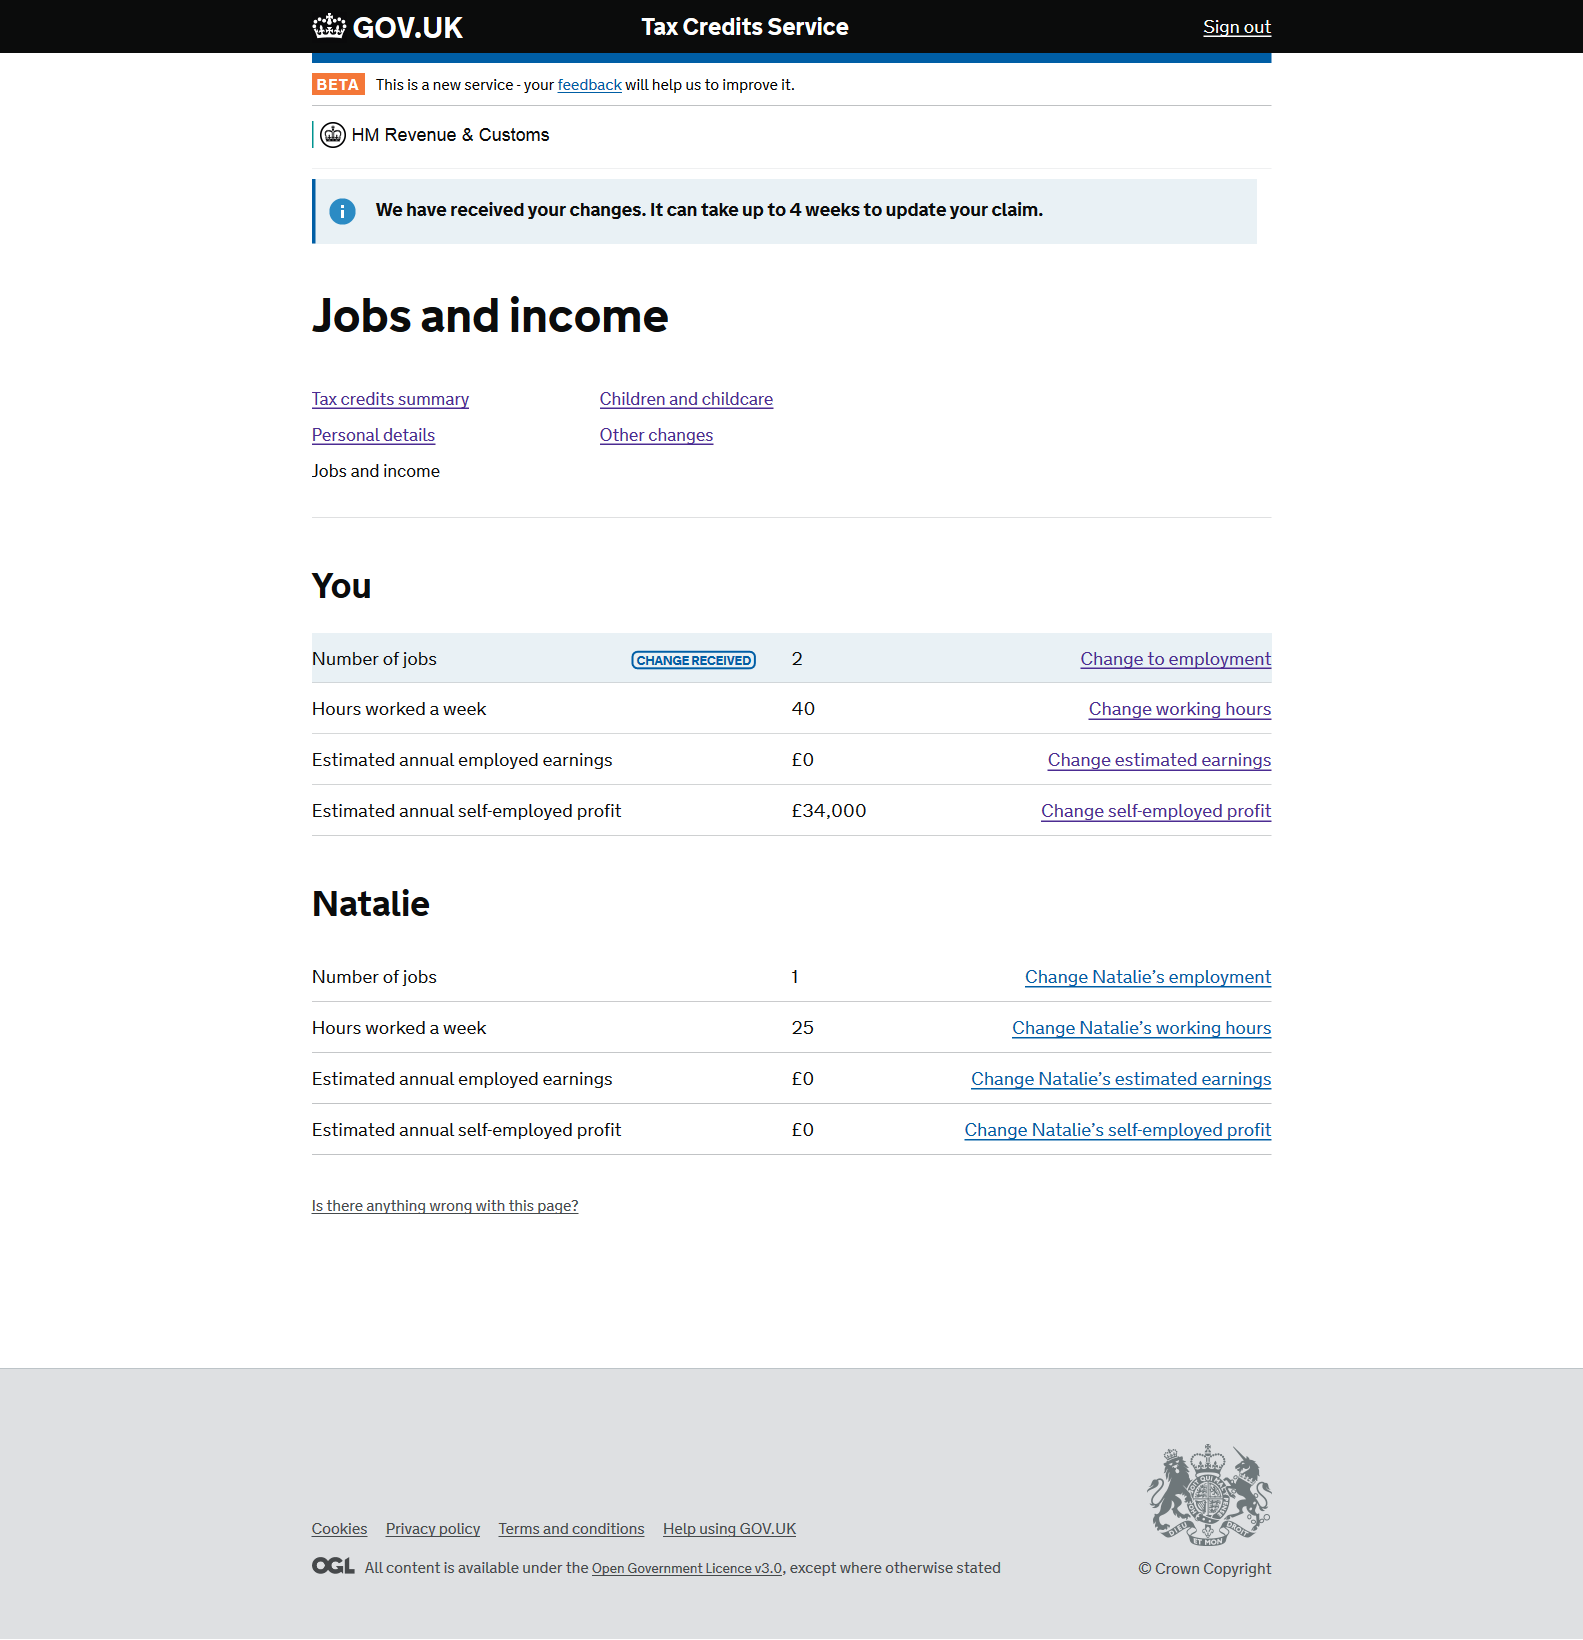 GOV.UK
Tax Credits Service
Sign out
BETA This is a new service - your feedback will help us to improve it.
HM Revenue & Customs
We have received your changes. It can take up to 4 weeks to update your claim.
Jobs and income
Tax credits summary
Children and childcare
Personal details
Other changes
Jobs and income
You
Number of jobs CHANGE RECEIVED 2 Change to employment
Hours worked a week 40 Change working hours
Estimated annual employed earnings £0 Change estimated earnings
Estimated annual self-employed profit £34,000 Change self-employed profit
Natalie
Number of jobs 1 Change Natalie’s employment
Hours worked a week 25 Change Natalie’s working hours
Estimated annual employed earnings £0 Change Natalie’s estimated earnings
Estimated annual self-employed profit £0 Change Natalie’s self-employed profit
Is there anything wrong with this page?
Cookies Privacy policy Terms and conditions Help using GOV.UK
OGL All content is available under the Open Government Licence v3.0, except where otherwise stated
© Crown Copyright